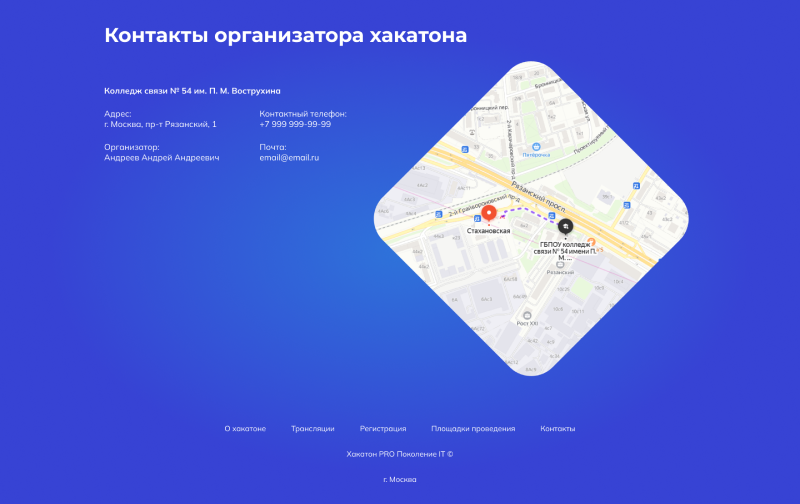 Контакты организатора хакатона
Колледж связи № 54 им. П. М. Вострухина
Адрес:
г. Москва, пр-т Рязанский, 1
Контактный телефон:
+7 999 999-99-99
Организатор:
Андреев Андрей Андреевич
Почта:
email@email.ru
Пятёрочка
Рязанский просп.
2-й Грайвороновский пр-д
Стахановская
ГБПОУ колледж
связи № 54 имени П.
М. ...
Рязанский
Рост XXI
О хакатоне
Трансляции
Регистрация
Площадки проведения
Контакты
Хакатон PRO Поколение IT ©
г. Москва